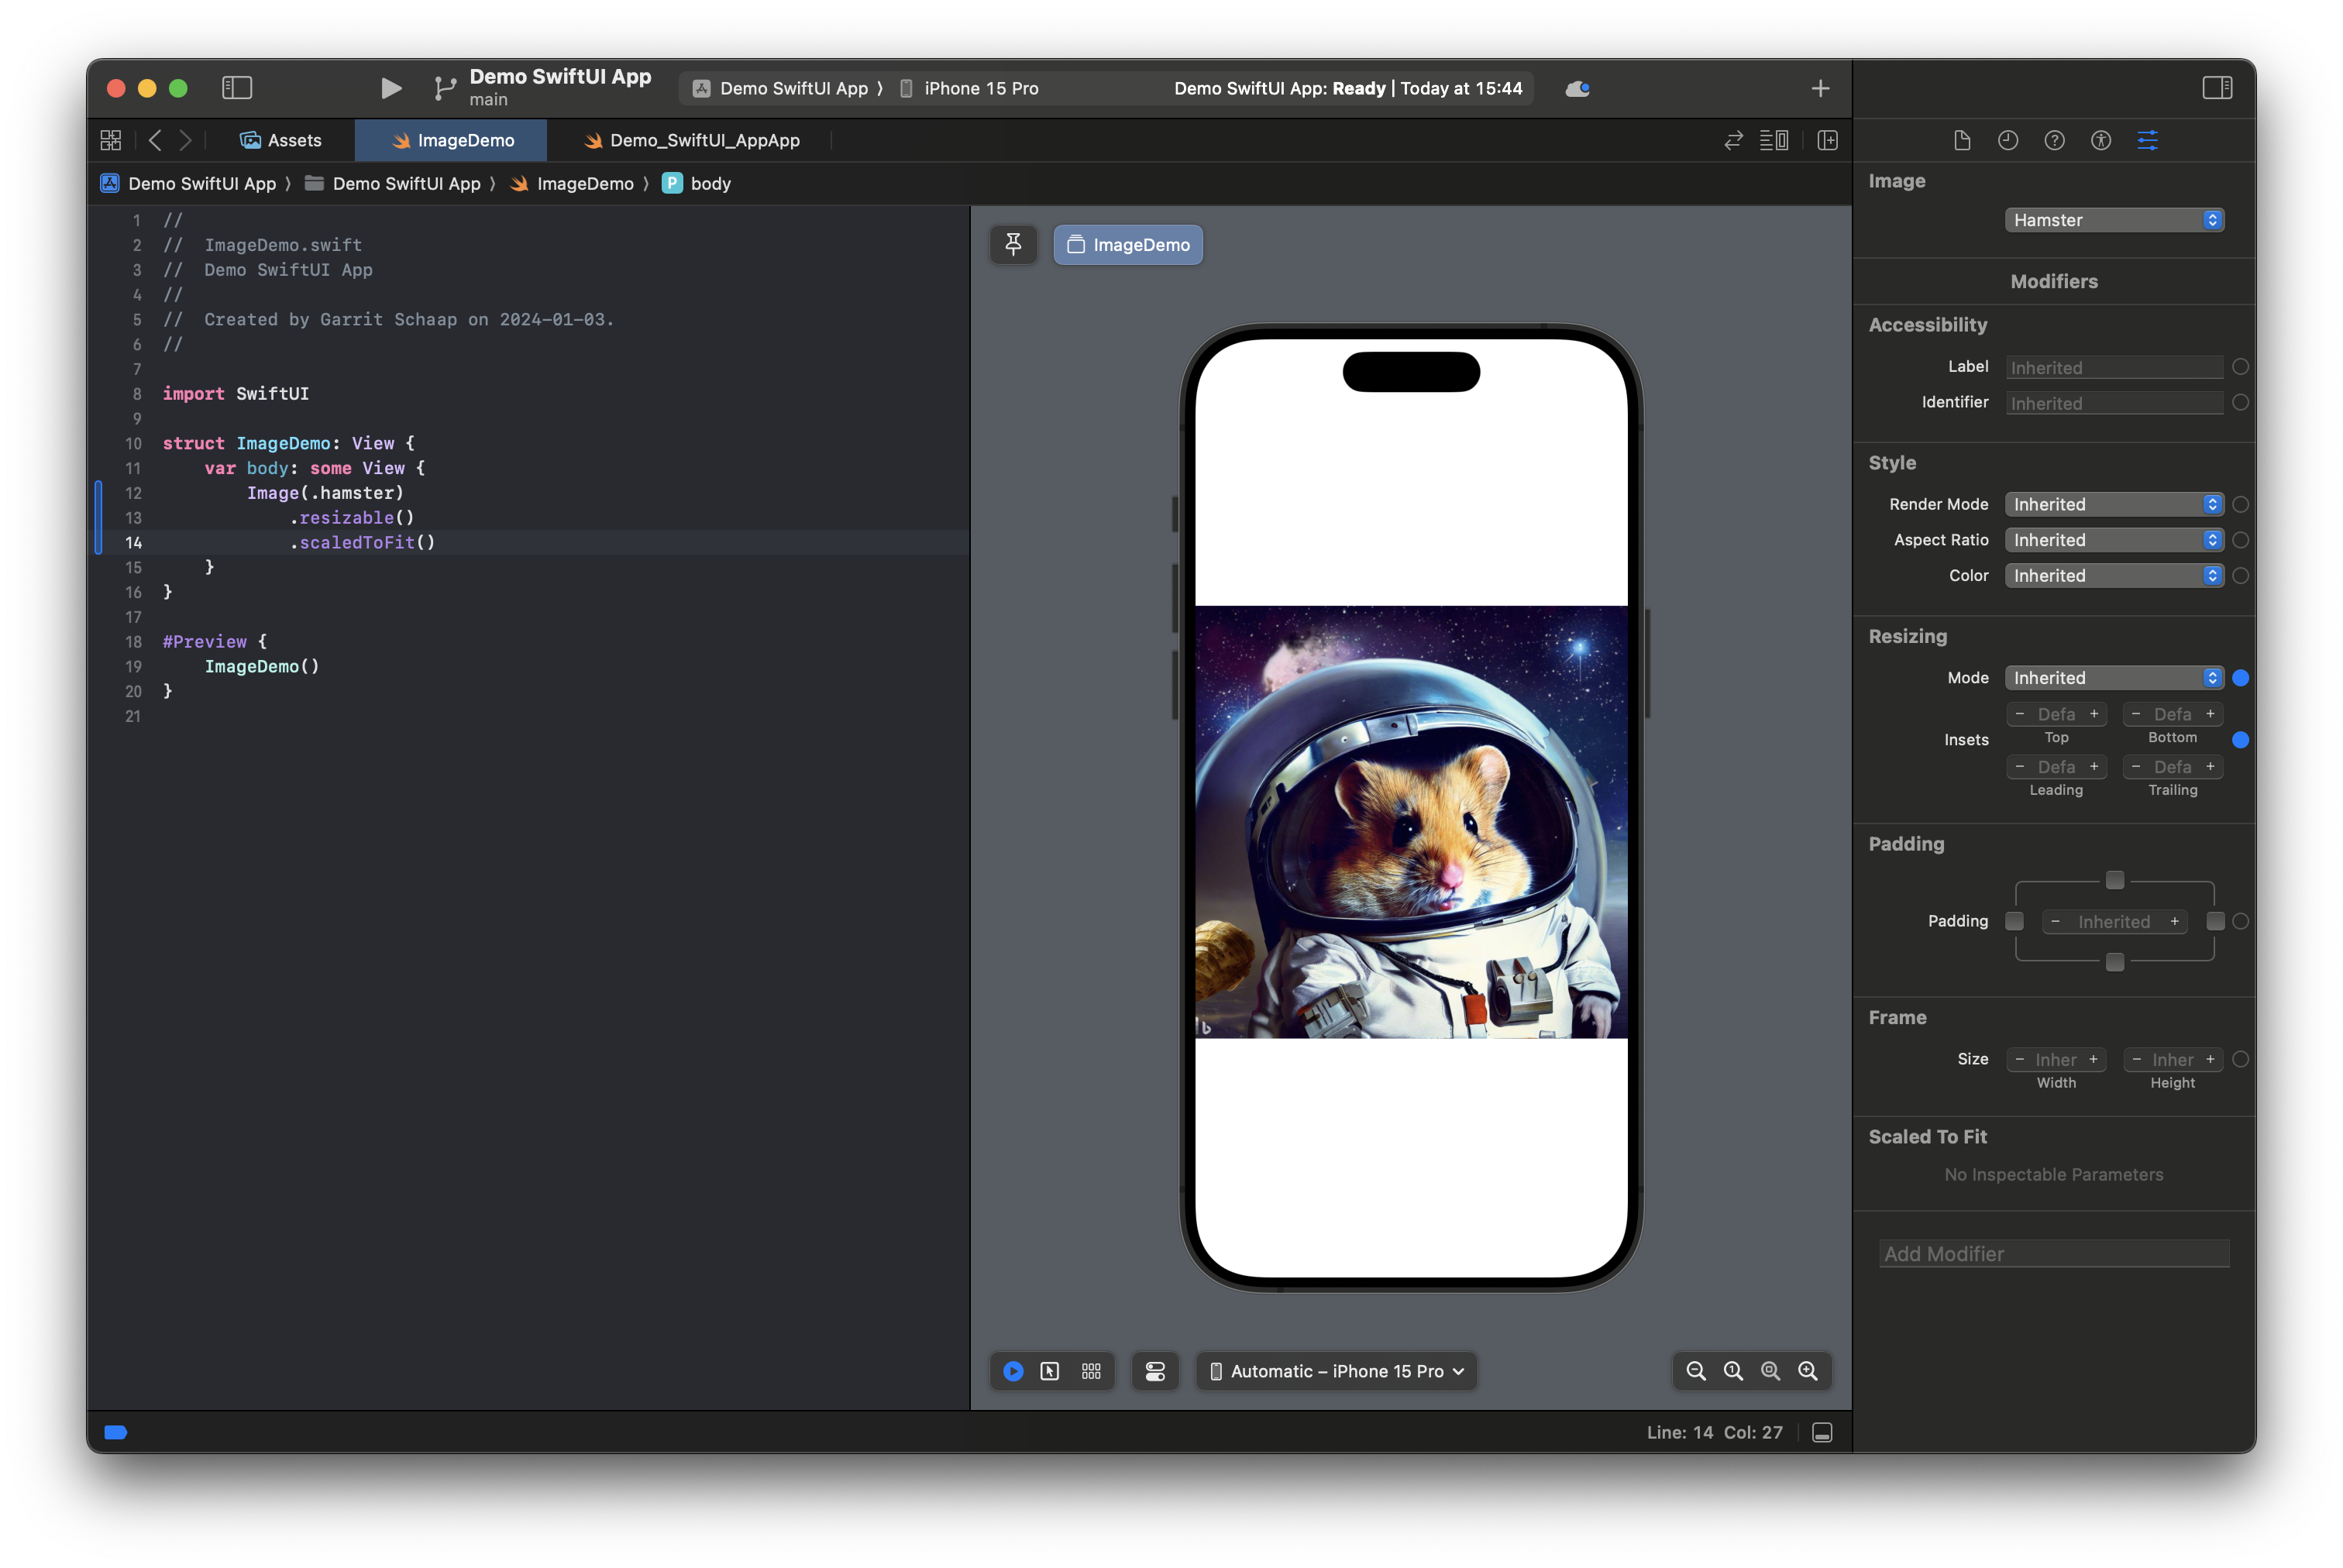 Demo SwiftUI App
main
Demo SwiftUI App ⟩ iPhone 15 Pro
Demo SwiftUI App: Ready | Today at 15:44
Assets
ImageDemo
Demo_SwiftUI_AppApp
Demo SwiftUI App ⟩ Demo SwiftUI App ⟩ ImageDemo ⟩ P body
1 //
2 //  ImageDemo.swift
3 //  Demo SwiftUI App
4 //
5 //  Created by Garrit Schaap on 2024-01-03.
6 //
7
8 import SwiftUI
9
10 struct ImageDemo: View {
11     var body: some View {
12         Image(.hamster)
13             .resizable()
14             .scaledToFit()
15     }
16 }
17
18 #Preview {
19     ImageDemo()
20 }
21
ImageDemo
b
Automatic – iPhone 15 Pro
Line: 14 Col: 27
Image
Hamster
Modifiers
Accessibility
Label Inherited
Identifier Inherited
Style
Render Mode Inherited
Aspect Ratio Inherited
Color Inherited
Resizing
Mode Inherited
− Defa + − Defa +
Insets
Top Bottom
− Defa + − Defa +
Leading Trailing
Padding
Padding − Inherited +
Frame
Size − Inher + − Inher +
Width Height
Scaled To Fit
No Inspectable Parameters
Add Modifier